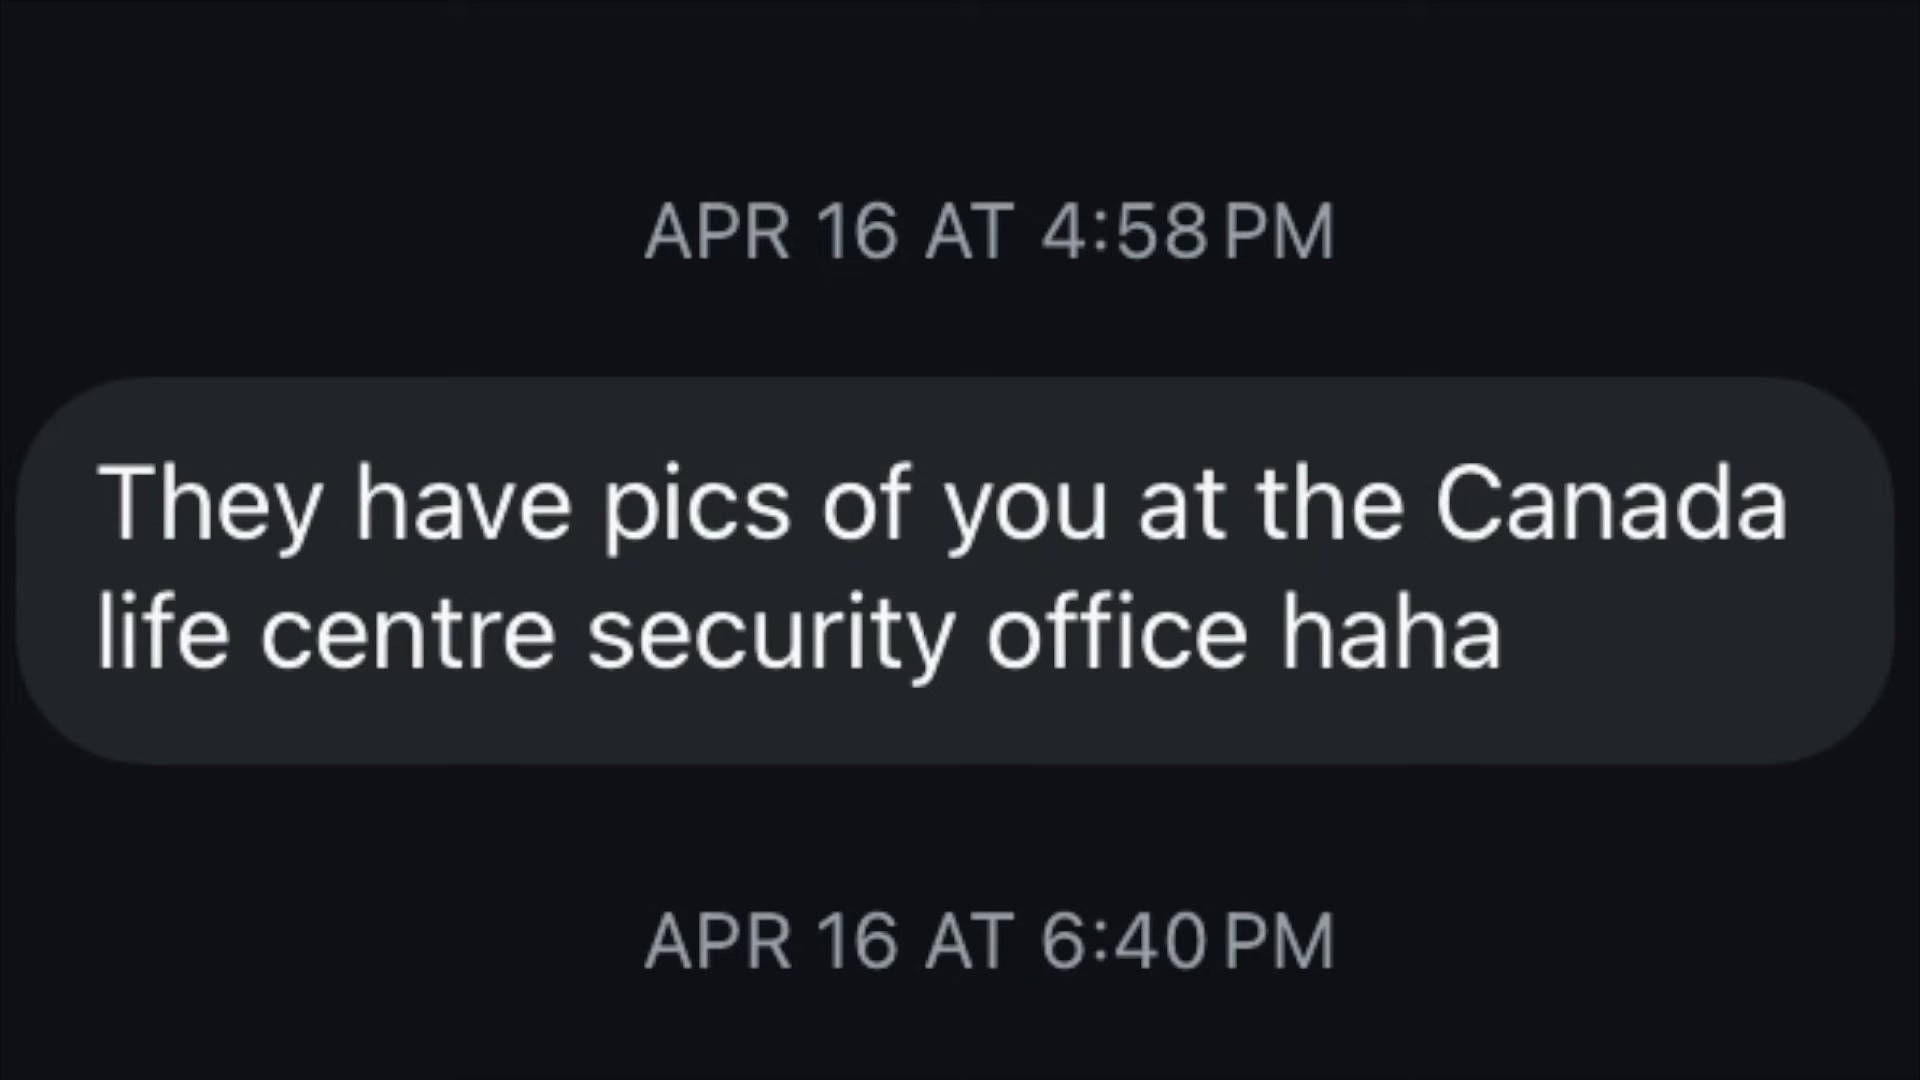 APR 16 AT 4:58 PM
They have pics of you at the Canada
life centre security office haha
APR 16 AT 6:40 PM